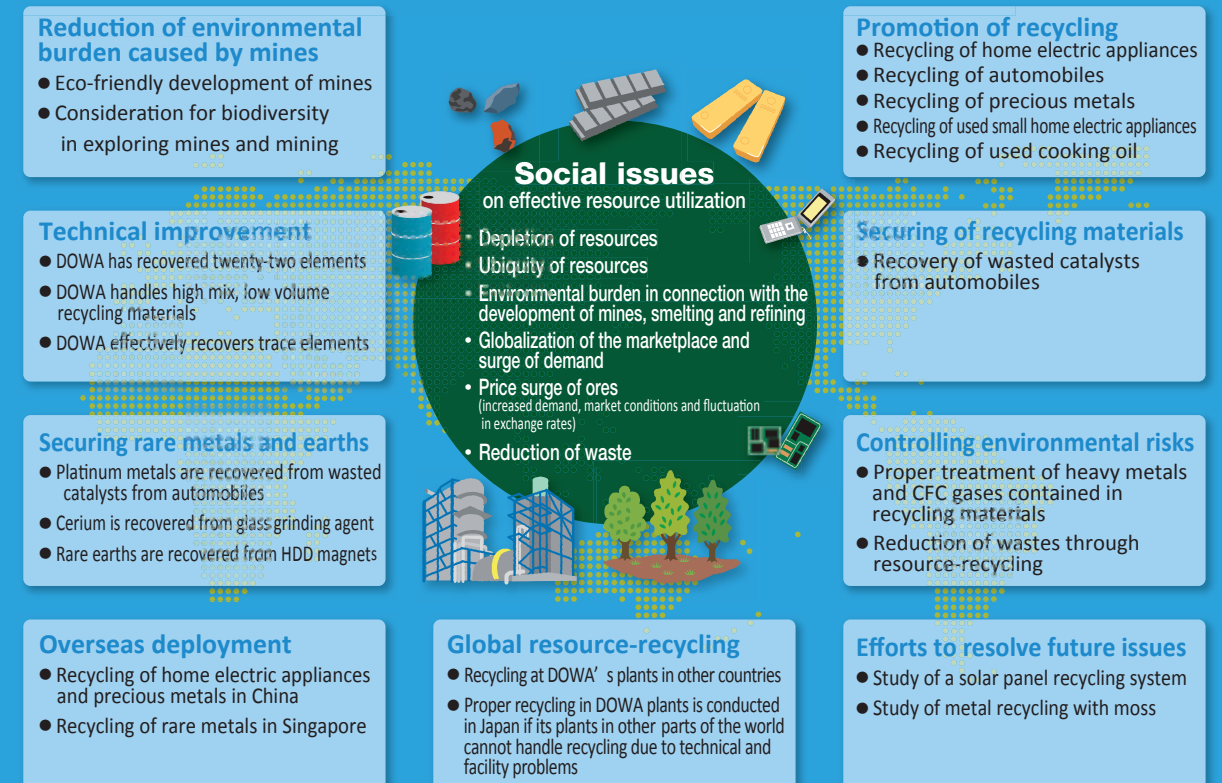 Reduction of environmental
burden caused by mines
● Eco-friendly development of mines
● Consideration for biodiversity
in exploring mines and mining
Technical improvement
● DOWA has recovered twenty-two elements
● DOWA handles high mix, low volume
recycling materials
● DOWA effectively recovers trace elements
Securing rare metals and earths
● Platinum metals are recovered from wasted
catalysts from automobiles
● Cerium is recovered from glass grinding agent
● Rare earths are recovered from HDD magnets
Overseas deployment
● Recycling of home electric appliances
and precious metals in China
● Recycling of rare metals in Singapore
Social issues
on effective resource utilization
• Depletion of resources
• Ubiquity of resources
• Environmental burden in connection with the
development of mines, smelting and refining
• Globalization of the marketplace and
surge of demand
• Price surge of ores
(increased demand, market conditions and fluctuation
in exchange rates)
• Reduction of waste
Global resource-recycling
● Recycling at DOWA’ s plants in other countries
● Proper recycling in DOWA plants is conducted
in Japan if its plants in other parts of the world
cannot handle recycling due to technical and
facility problems
Promotion of recycling
● Recycling of home electric appliances
● Recycling of automobiles
● Recycling of precious metals
● Recycling of used small home electric appliances
● Recycling of used cooking oil
Securing of recycling materials
● Recovery of wasted catalysts
from automobiles
Controlling environmental risks
● Proper treatment of heavy metals
and CFC gases contained in
recycling materials
● Reduction of wastes through
resource-recycling
Efforts to resolve future issues
● Study of a solar panel recycling system
● Study of metal recycling with moss